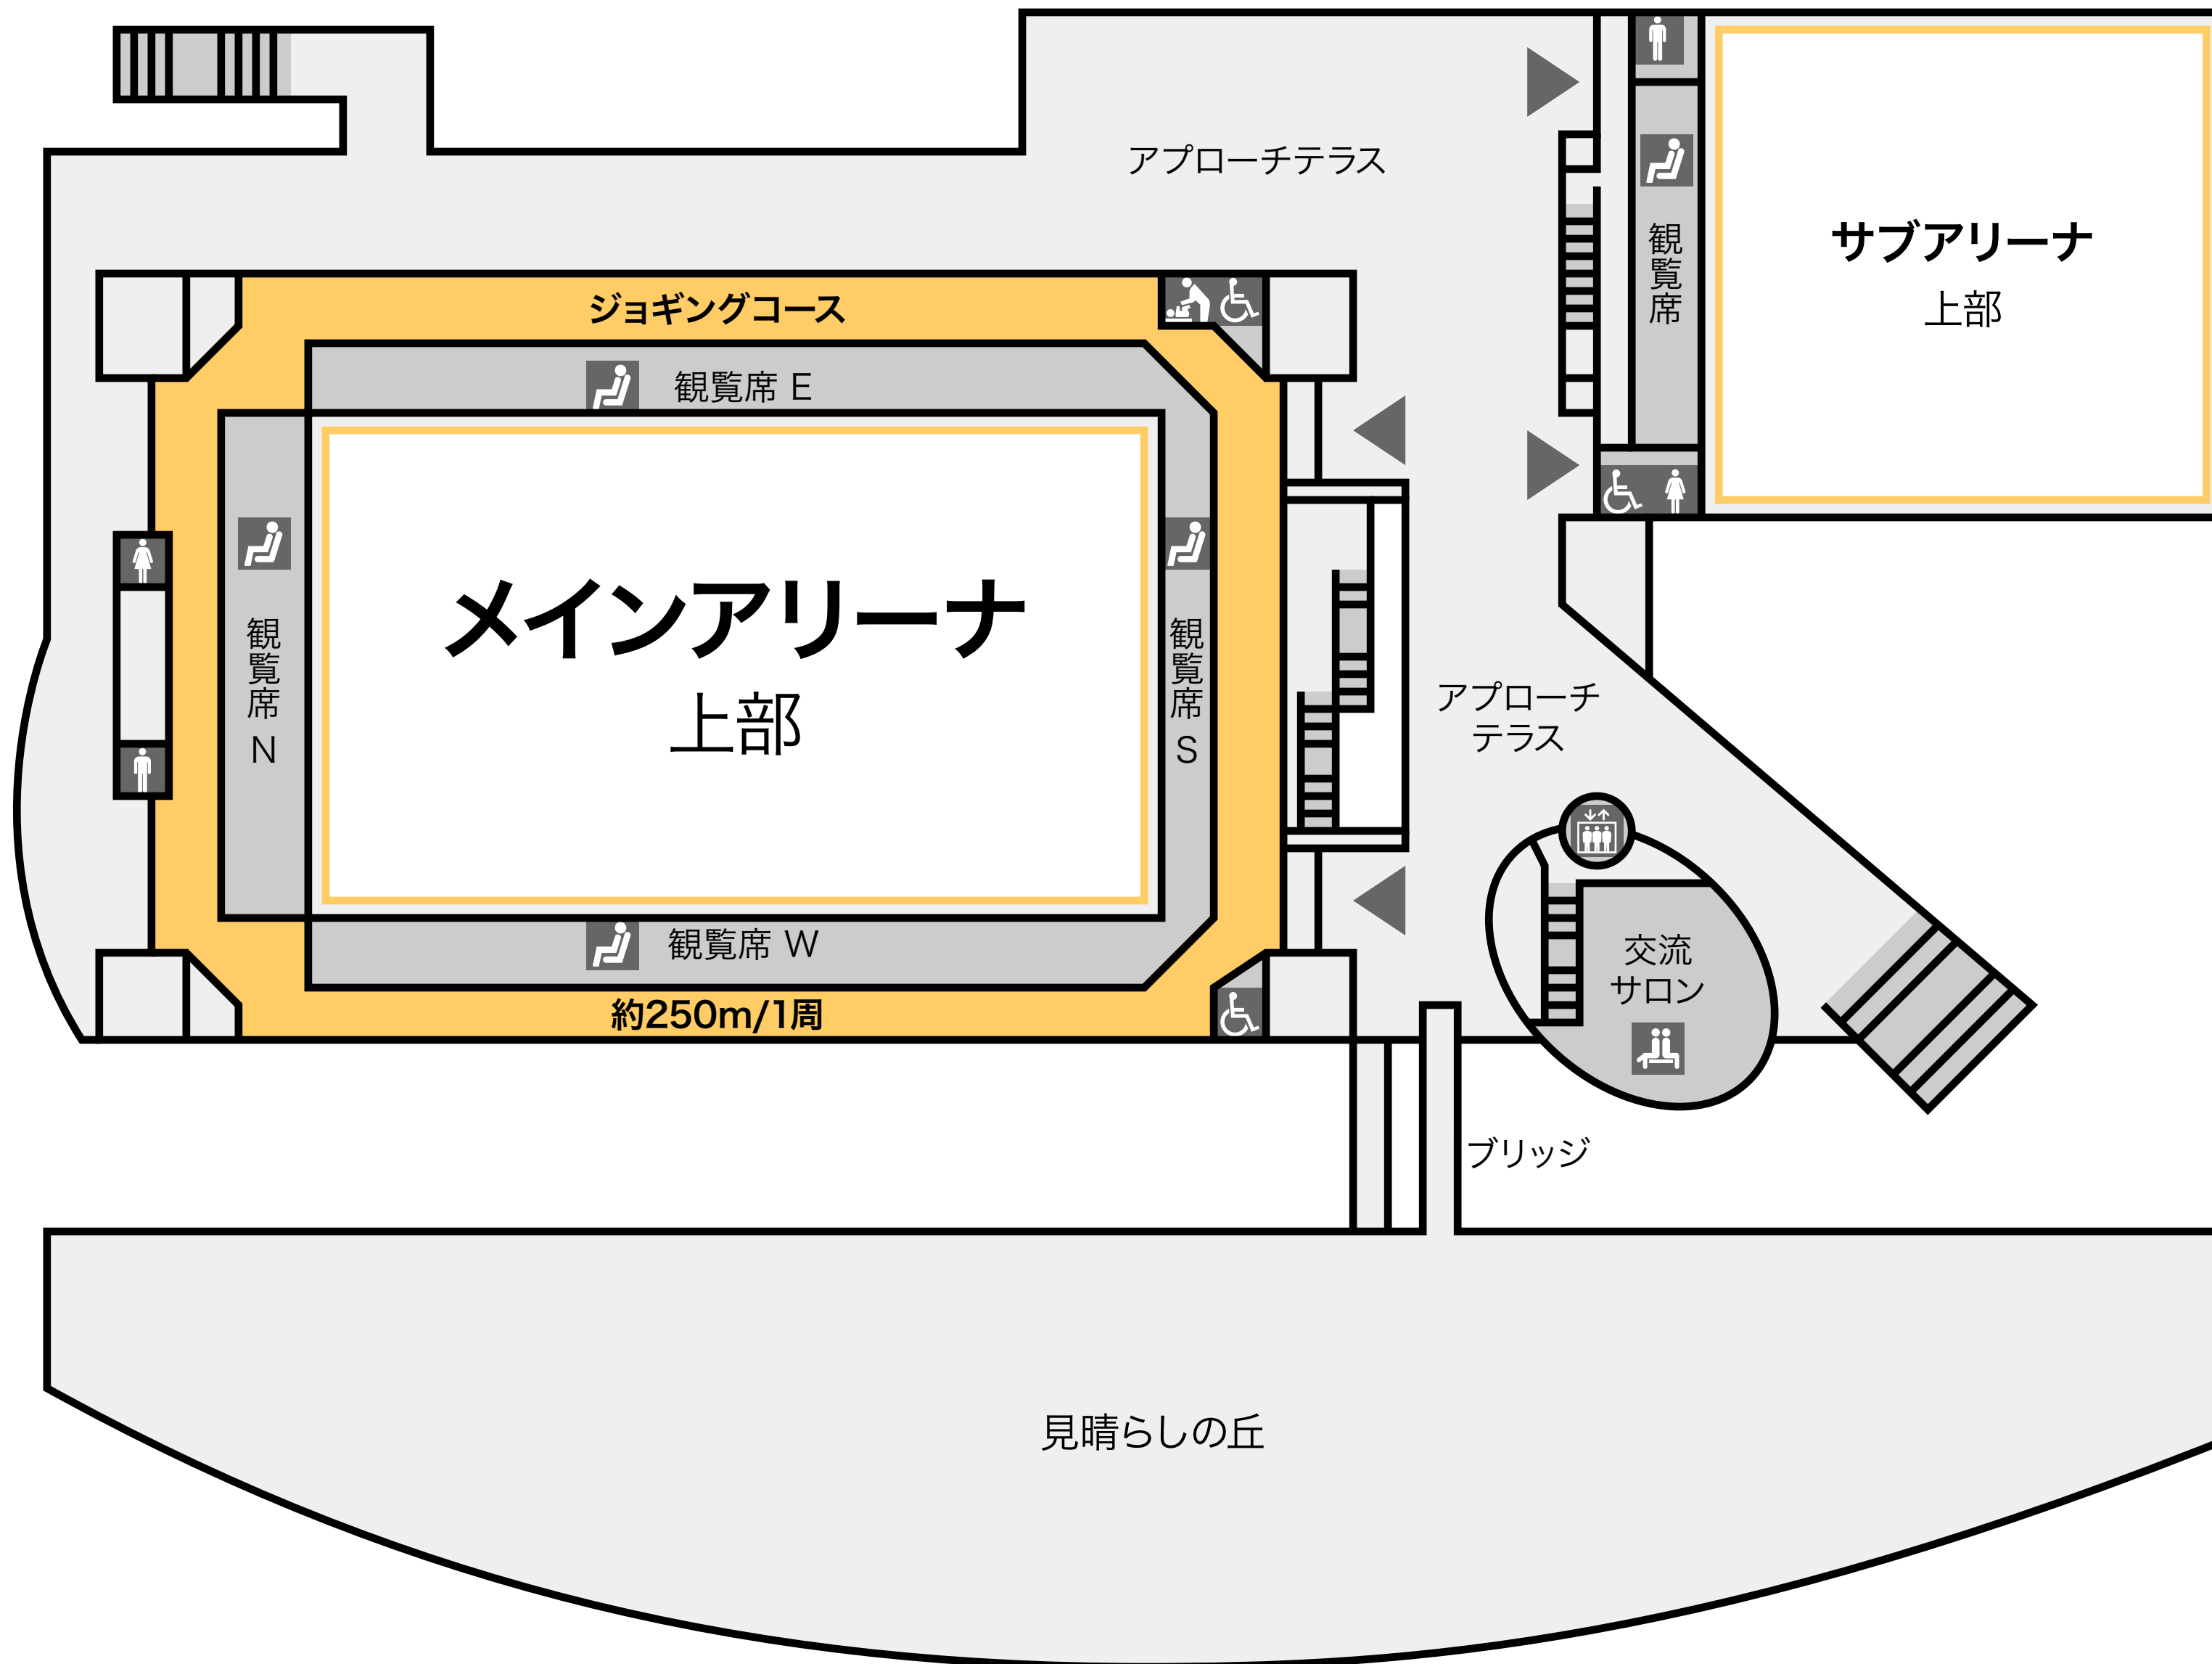 アプローチテラス
サブアリーナ
上部
観覧席
ジョギングコース
観覧席 E
メインアリーナ
上部
観覧席 N
観覧席 S
アプローチ
テラス
観覧席 W
約250m/1周
交流
サロン
ブリッジ
見晴らしの丘